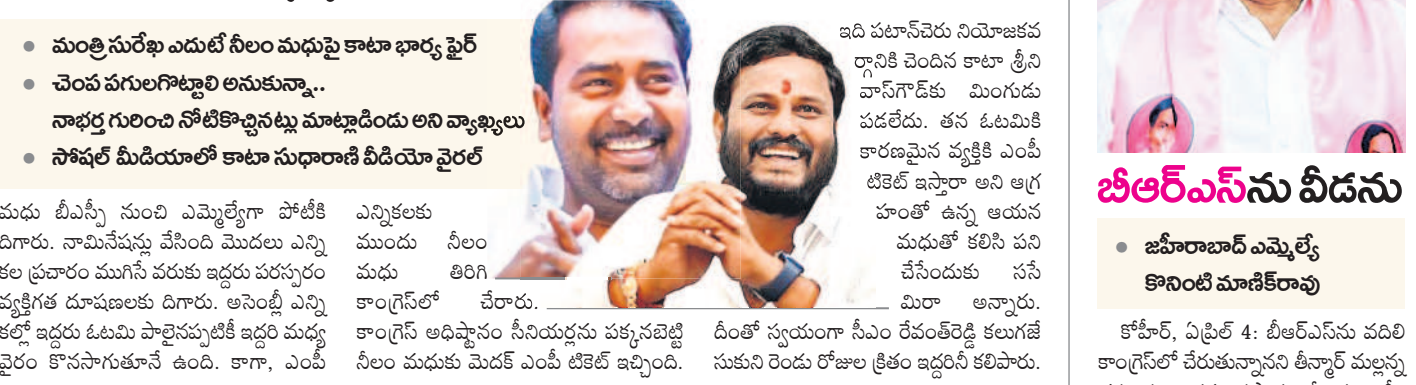 ● మంత్రి సురేఖ ఎదుటే నీలం మధుపై కాటా భార్య ఫైర్
● చెంప పగులగొట్టాలి అనుకున్నా..
నాభర్త గురించి నోటికొచ్చినట్లు మాట్లాడిండు అని వ్యాఖ్యలు
● సోషల్ మీడియాలో కాటా సుధారాణి వీడియో వైరల్
మధు బీఎస్పీ నుంచి ఎమ్మెల్యేగా పోటీకి
దిగారు. నామినేషన్లు వేసింది మొదలు ఎన్ని
కల ప్రచారం ముగిసే వరకు ఇద్దరు పరస్పరం
వ్యక్తిగత దూషణలకు దిగారు. అసెంబ్లీ ఎన్ని
కల్లో ఇద్దరు ఓటమి పాలైనప్పటికీ ఇద్దరి మధ్య
వైరం కొనసాగుతూనే ఉంది. కాగా, ఎంపీ
ఎన్నికలకు
ముందు నీలం
మధు తిరిగి
కాంగ్రెస్‌లో చేరారు.
కాంగ్రెస్ అధిష్టానం సీనియర్లను పక్కనబెట్టి
నీలం మధుకు మెదక్ ఎంపీ టికెట్ ఇచ్చింది.
ఇది పటాన్‌చెరు నియోజకవ
ర్గానికి చెందిన కాటా శ్రీని
వాస్‌గౌడ్‌కు మింగుడు
పడలేదు. తన ఓటమికి
కారణమైన వ్యక్తికి ఎంపీ
టికెట్ ఇస్తారా అని ఆగ్ర
హంతో ఉన్న ఆయన
మధుతో కలిసి పని
చేసేందుకు ససే
మిరా అన్నారు.
దీంతో స్వయంగా సీఎం రేవంత్‌రెడ్డి కలుగజే
సుకుని రెండు రోజుల క్రితం ఇద్దరినీ కలిపారు.
బీఆర్ఎస్‌ను వీడను
● జహీరాబాద్ ఎమ్మెల్యే
కొనింటి మాణిక్‌రావు
కోహీర్, ఏప్రిల్ 4: బీఆర్ఎస్‌ను వదిలి
కాంగ్రెస్‌లో చేరుతున్నానని తీన్మార్ మల్లన్న